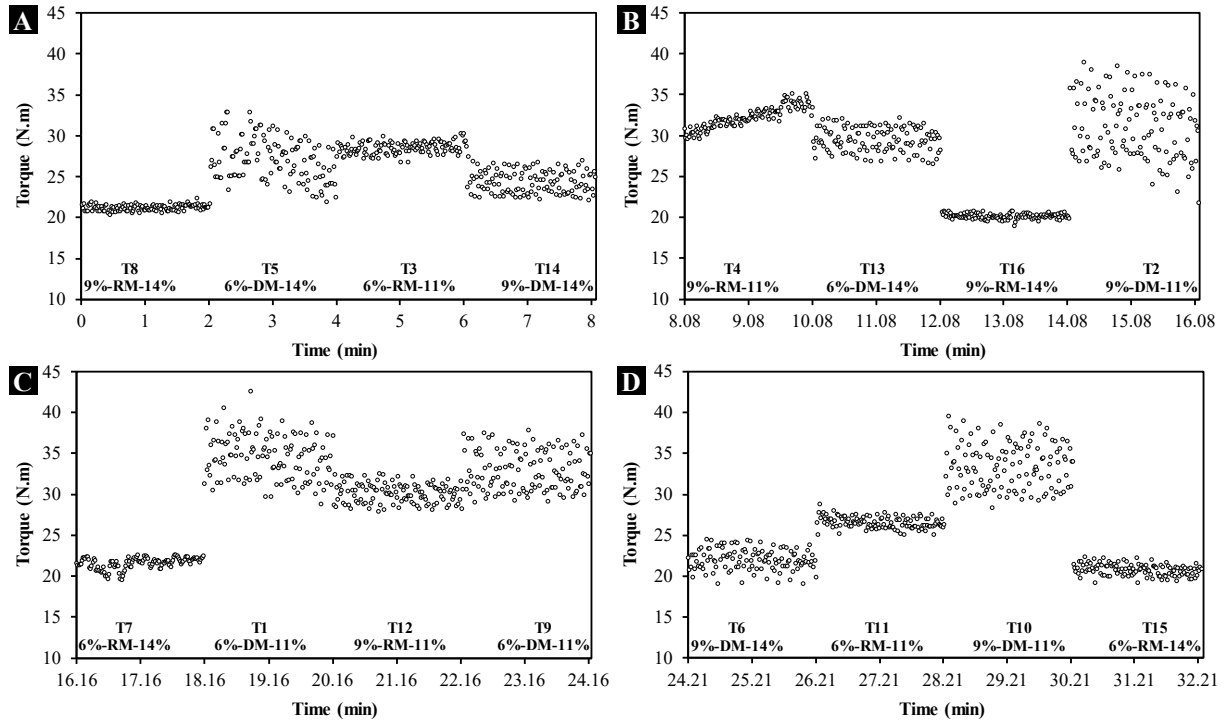 A
45
40
35
30
25
20
15
10
Torque (N.m)
T8 T5 T3 T14
9%-RM-14% 6%-DM-14% 6%-RM-11% 9%-DM-14%
0 1 2 3 4 5 6 7 8
Time (min)
B
45
40
35
30
25
20
15
10
Torque (N.m)
T4 T13 T16 T2
9%-RM-11% 6%-DM-14% 9%-RM-14% 9%-DM-11%
8.08 9.08 10.08 11.08 12.08 13.08 14.08 15.08 16.08
Time (min)
C
45
40
35
30
25
20
15
10
Torque (N.m)
T7 T1 T12 T9
6%-RM-14% 6%-DM-11% 9%-RM-11% 6%-DM-11%
16.16 17.16 18.16 19.16 20.16 21.16 22.16 23.16 24.16
Time (min)
D
45
40
35
30
25
20
15
10
Torque (N.m)
T6 T11 T10 T15
9%-DM-14% 6%-RM-11% 9%-DM-11% 6%-RM-14%
24.21 25.21 26.21 27.21 28.21 29.21 30.21 31.21 32.21
Time (min)